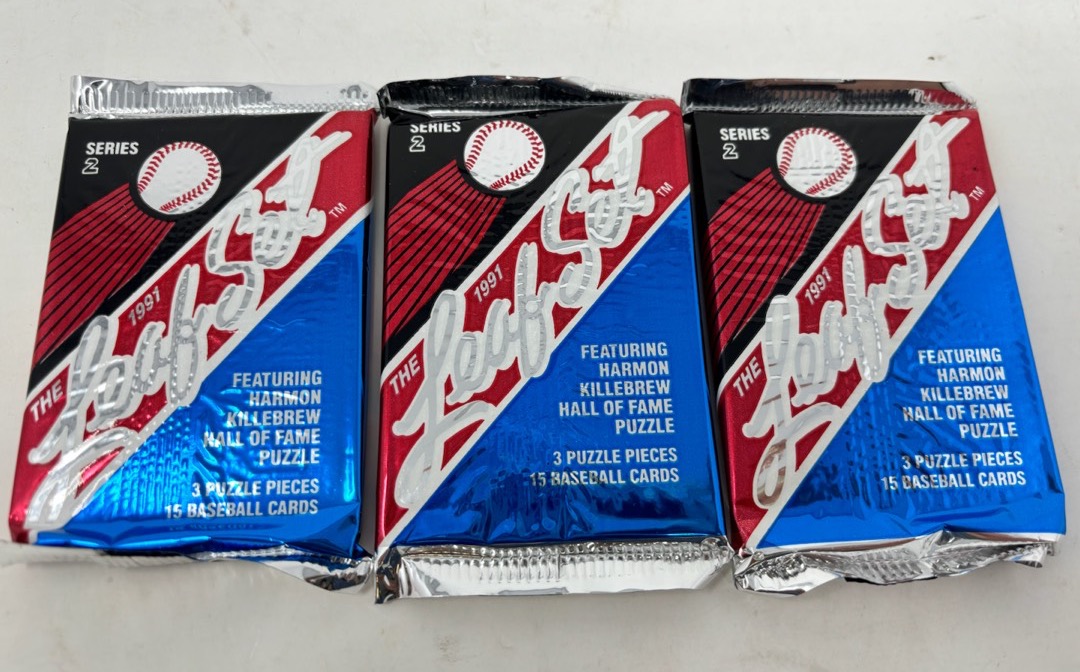 SERIES
2
THE 1991
Leaf Set TM
FEATURING
HARMON
KILLEBREW
HALL OF FAME
PUZZLE
3 PUZZLE PIECES
15 BASEBALL CARDS
SERIES
2
THE 1991
Leaf Set TM
FEATURING
HARMON
KILLEBREW
HALL OF FAME
PUZZLE
3 PUZZLE PIECES
15 BASEBALL CARDS
SERIES
2
THE 1991
Leaf Set TM
FEATURING
HARMON
KILLEBREW
HALL OF FAME
PUZZLE
3 PUZZLE PIECES
15 BASEBALL CARDS